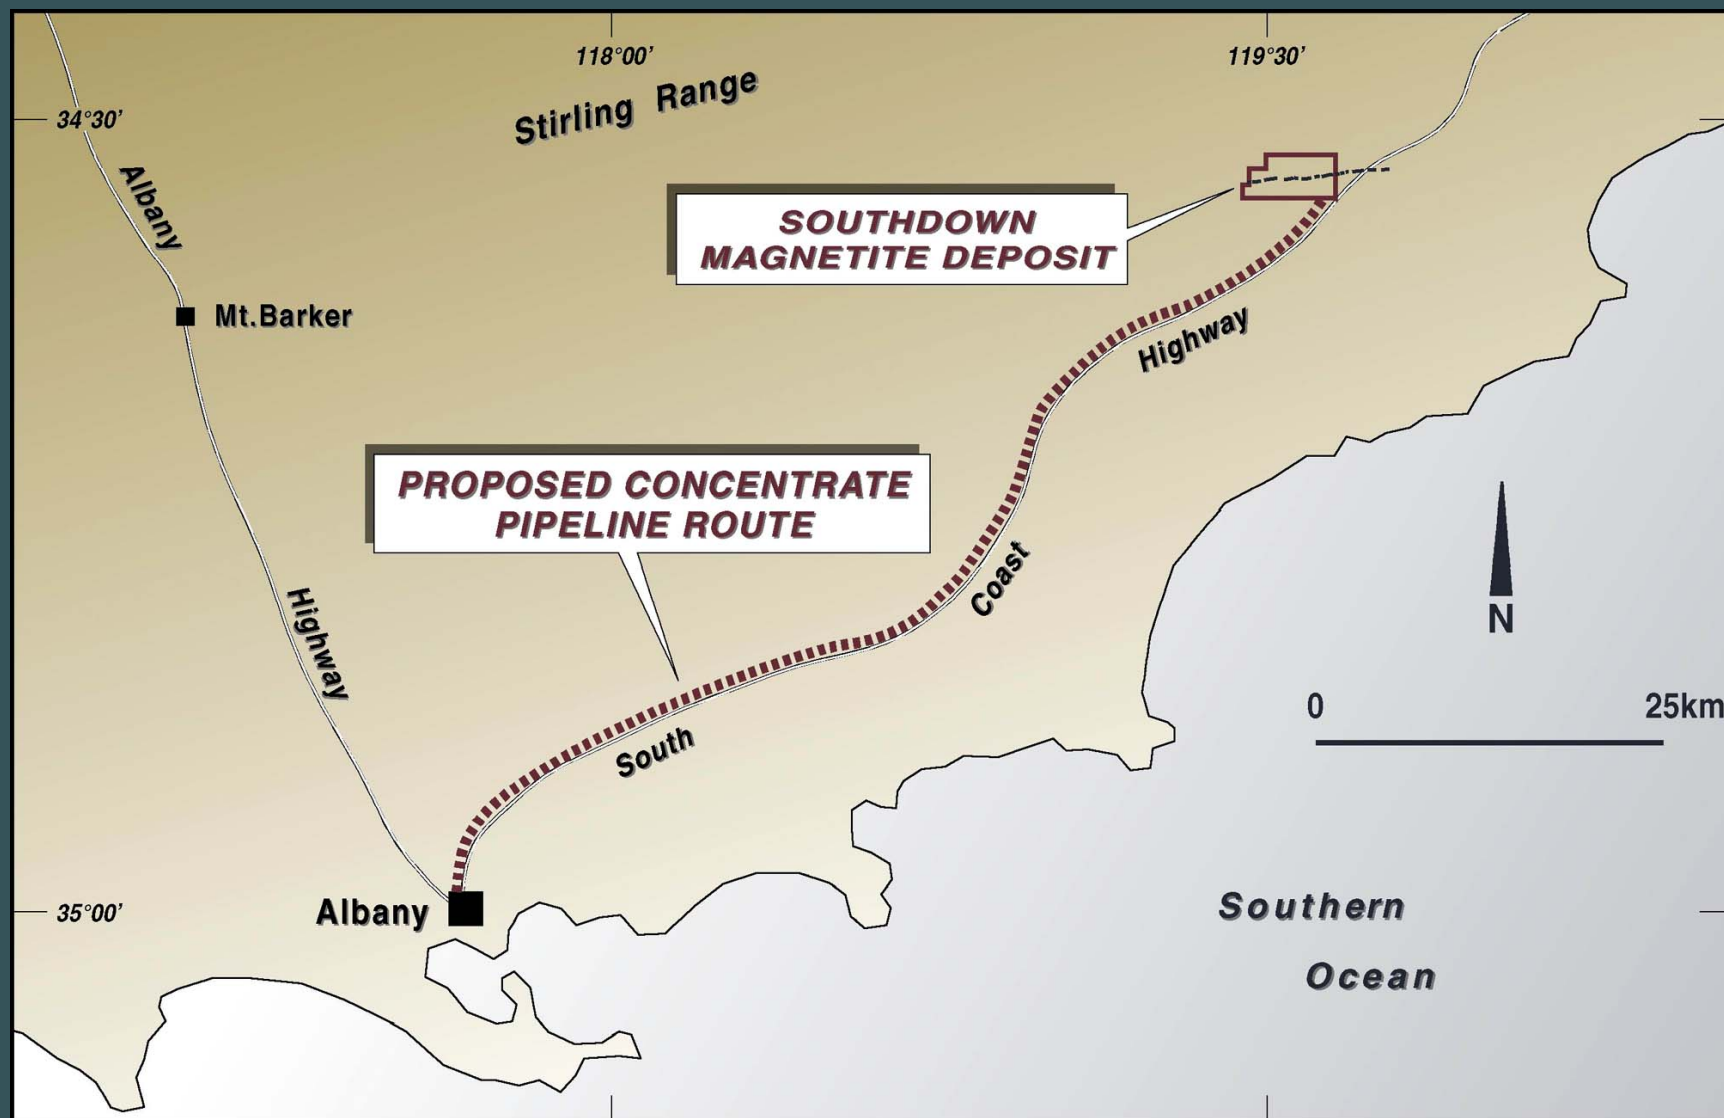 118°00'
119°30'
Stirling Range
34°30'
Albany
SOUTHDOWN
MAGNETITE DEPOSIT
Mt.Barker
Highway
PROPOSED CONCENTRATE
PIPELINE ROUTE
Coast
Highway
N
0
25km
South
Albany
35°00'
Southern
Ocean